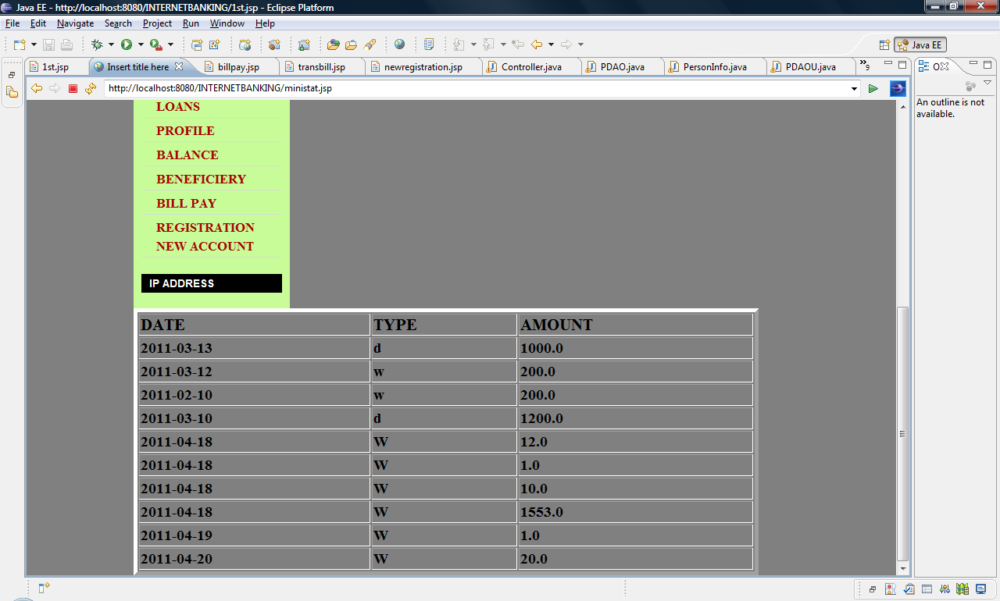 Java EE - http://localhost:8080/INTERNETBANKING/1st.jsp - Eclipse Platform
File Edit Navigate Search Project Run Window Help
Java EE
1st.jsp Insert title here billpay.jsp transbill.jsp newregistration.jsp Controller.java PDAO.java PersonInfo.java PDAOU.java »9 O
http://localhost:8080/INTERNETBANKING/ministat.jsp
An outline is not
available.
LOANS
PROFILE
BALANCE
BENEFICIERY
BILL PAY
REGISTRATION
NEW ACCOUNT
IP ADDRESS
DATE TYPE AMOUNT
2011-03-13 d 1000.0
2011-03-12 w 200.0
2011-02-10 w 200.0
2011-03-10 d 1200.0
2011-04-18 W 12.0
2011-04-18 W 1.0
2011-04-18 W 10.0
2011-04-18 W 1553.0
2011-04-19 W 1.0
2011-04-20 W 20.0